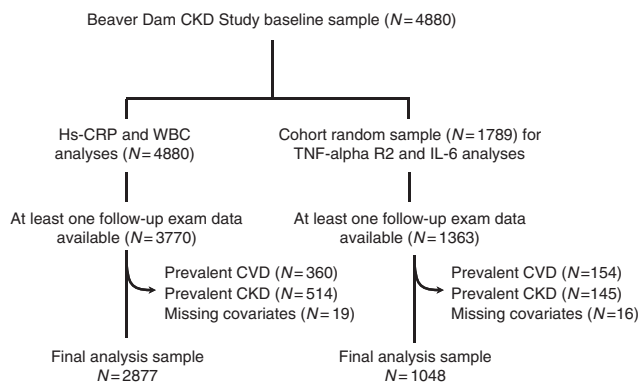 Beaver Dam CKD Study baseline sample (N=4880)
Hs-CRP and WBC
analyses (N=4880)
Cohort random sample (N=1789) for
TNF-alpha R2 and IL-6 analyses
At least one follow-up exam data
available (N=3770)
At least one follow-up exam data
available (N=1363)
Prevalent CVD (N=360)
Prevalent CKD (N=514)
Missing covariates (N=19)
Prevalent CVD (N=154)
Prevalent CKD (N=145)
Missing covariates (N=16)
Final analysis sample
N=2877
Final analysis sample
N=1048